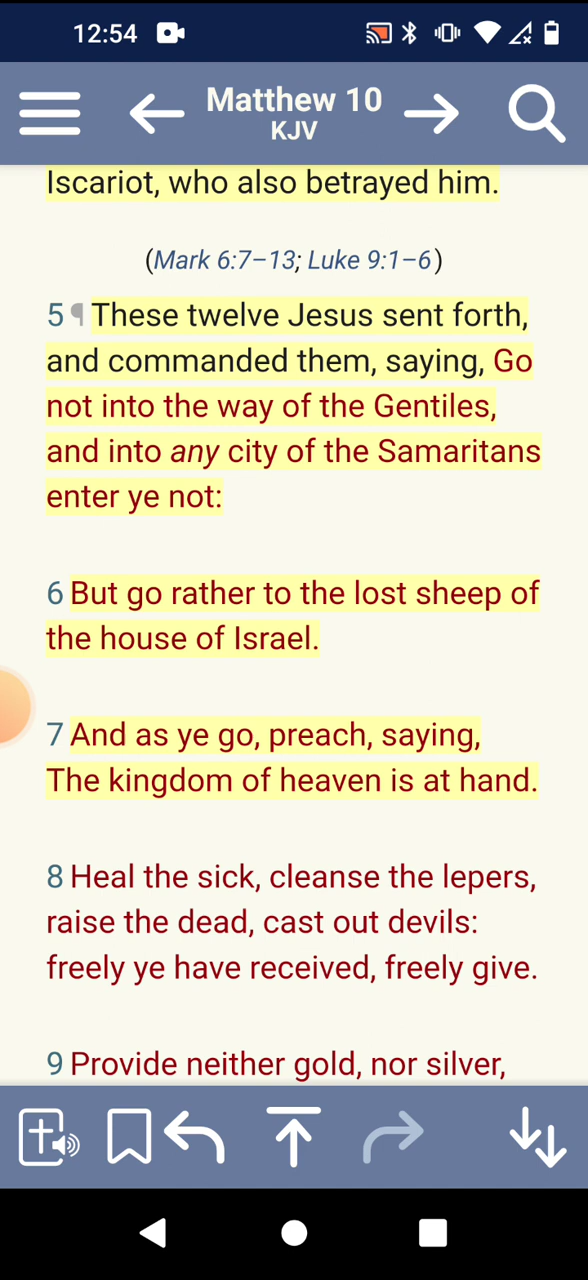 12:54
Matthew 10
KJV
Iscariot, who also betrayed him.
(Mark 6:7–13; Luke 9:1–6)
5 ¶ These twelve Jesus sent forth,
and commanded them, saying, Go
not into the way of the Gentiles,
and into any city of the Samaritans
enter ye not:
6 But go rather to the lost sheep of
the house of Israel.
7 And as ye go, preach, saying,
The kingdom of heaven is at hand.
8 Heal the sick, cleanse the lepers,
raise the dead, cast out devils:
freely ye have received, freely give.
9 Provide neither gold, nor silver,